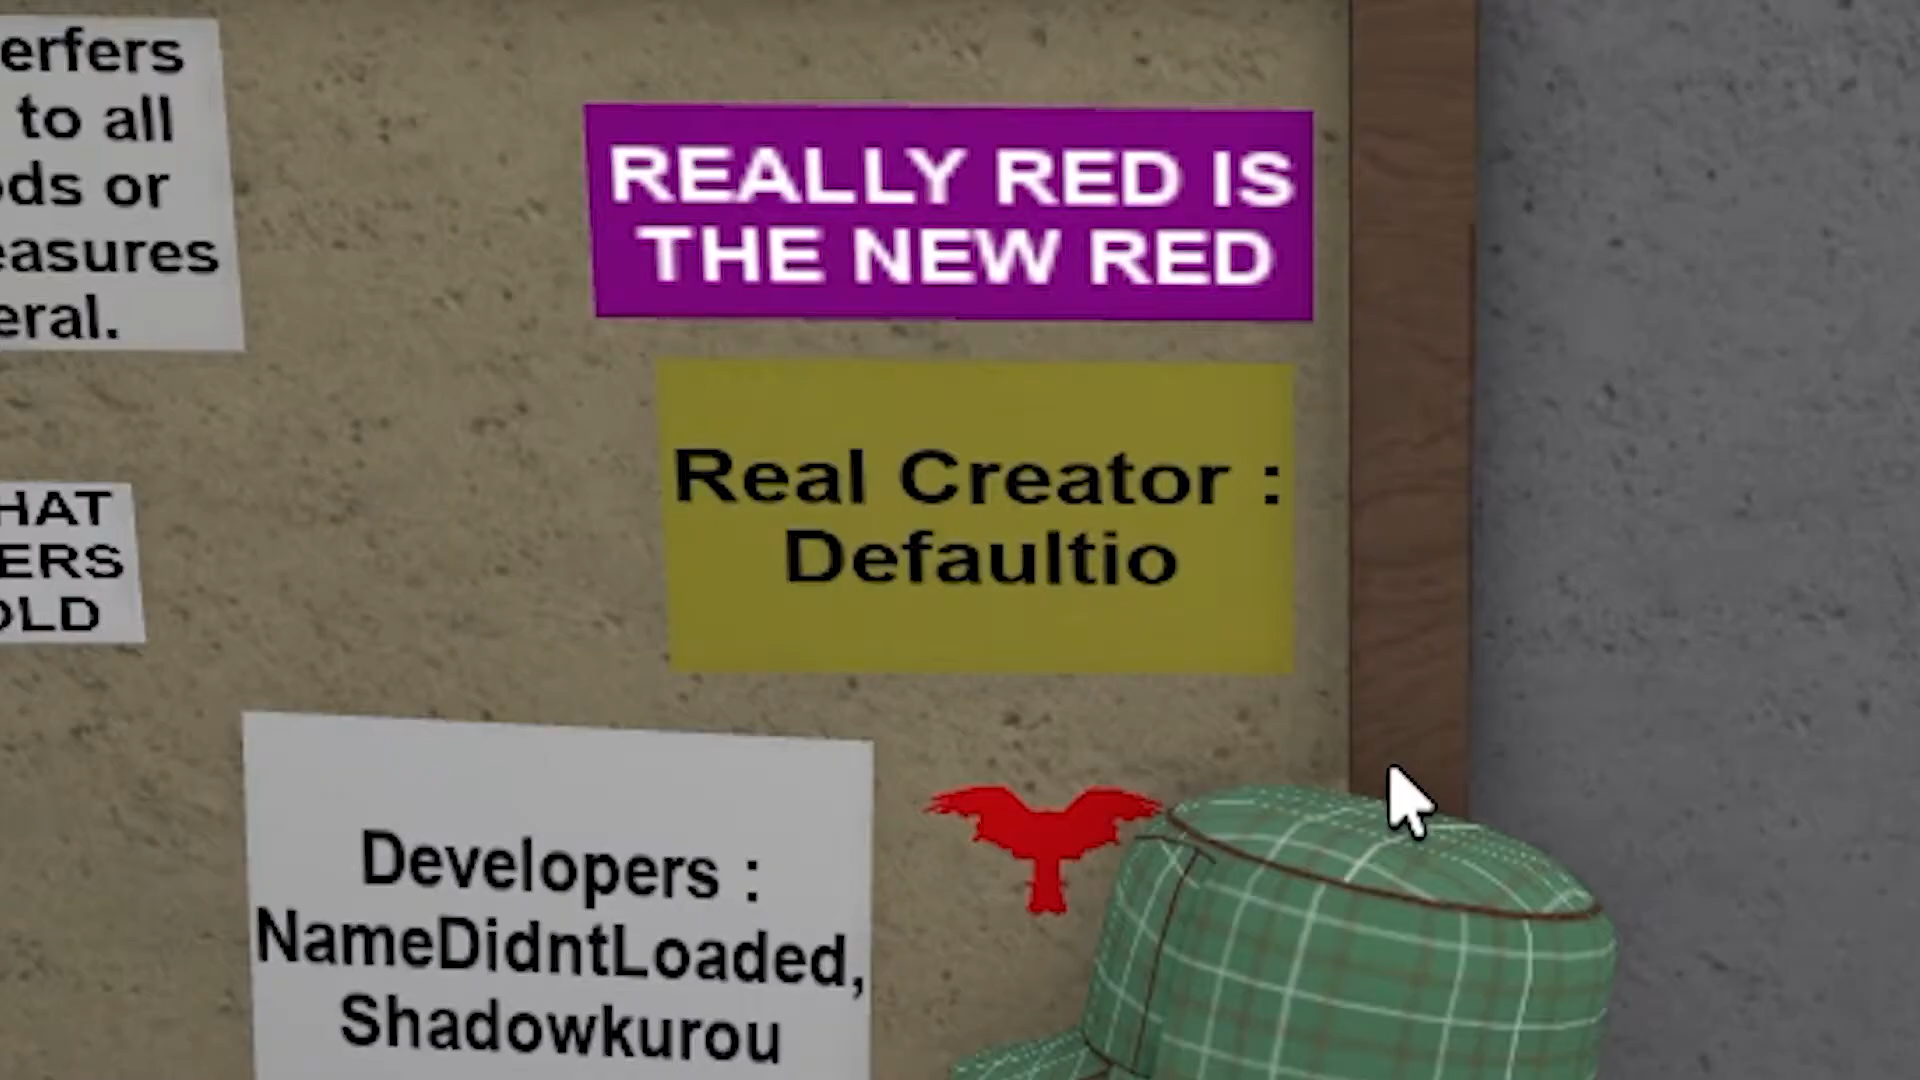 erfers
to all
ds or
easures
eral.
REALLY RED IS
THE NEW RED
Real Creator :
Defaultio
HAT
ERS
OLD
Developers :
NameDidntLoaded,
Shadowkurou